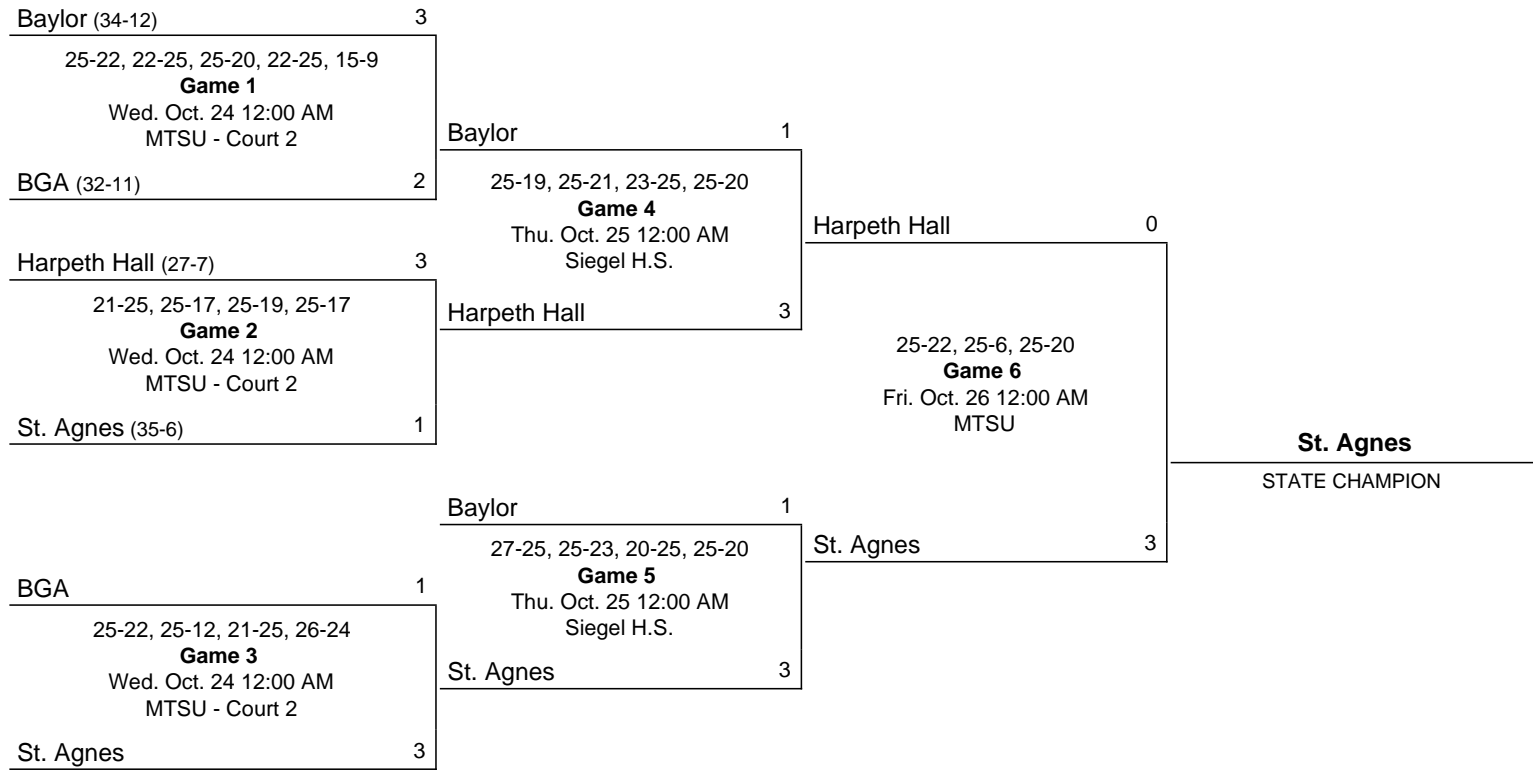 Baylor (34-12) 3
25-22, 22-25, 25-20, 22-25, 15-9
Game 1
Wed. Oct. 24 12:00 AM
MTSU - Court 2
BGA (32-11) 2
Harpeth Hall (27-7) 3
21-25, 25-17, 25-19, 25-17
Game 2
Wed. Oct. 24 12:00 AM
MTSU - Court 2
St. Agnes (35-6) 1
BGA 1
25-22, 25-12, 21-25, 26-24
Game 3
Wed. Oct. 24 12:00 AM
MTSU - Court 2
St. Agnes 3
Baylor 1
25-19, 25-21, 23-25, 25-20
Game 4
Thu. Oct. 25 12:00 AM
Siegel H.S.
Harpeth Hall 3
Baylor 1
27-25, 25-23, 20-25, 25-20
Game 5
Thu. Oct. 25 12:00 AM
Siegel H.S.
St. Agnes 3
Harpeth Hall 0
25-22, 25-6, 25-20
Game 6
Fri. Oct. 26 12:00 AM
MTSU
St. Agnes 3
St. Agnes
STATE CHAMPION